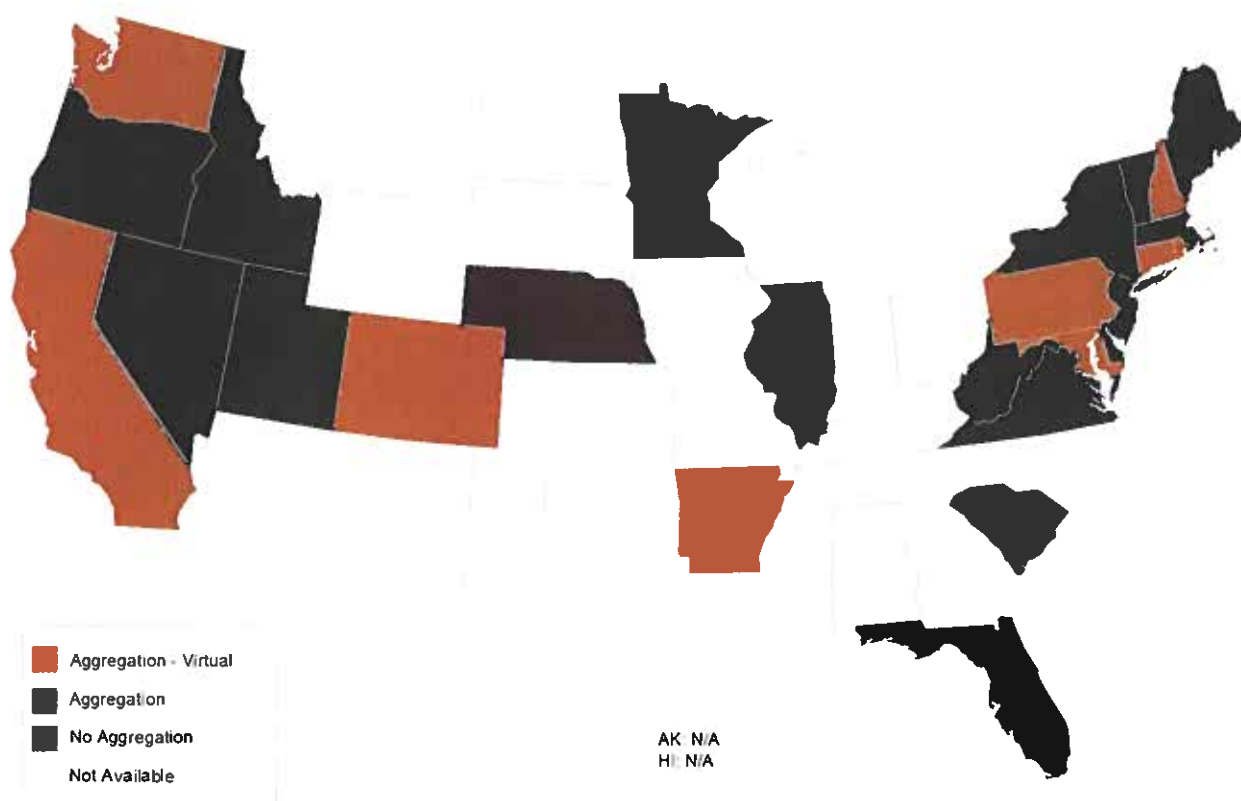 Aggregation - Virtual
Aggregation
No Aggregation
Not Available
AK: N/A
HI: N/A